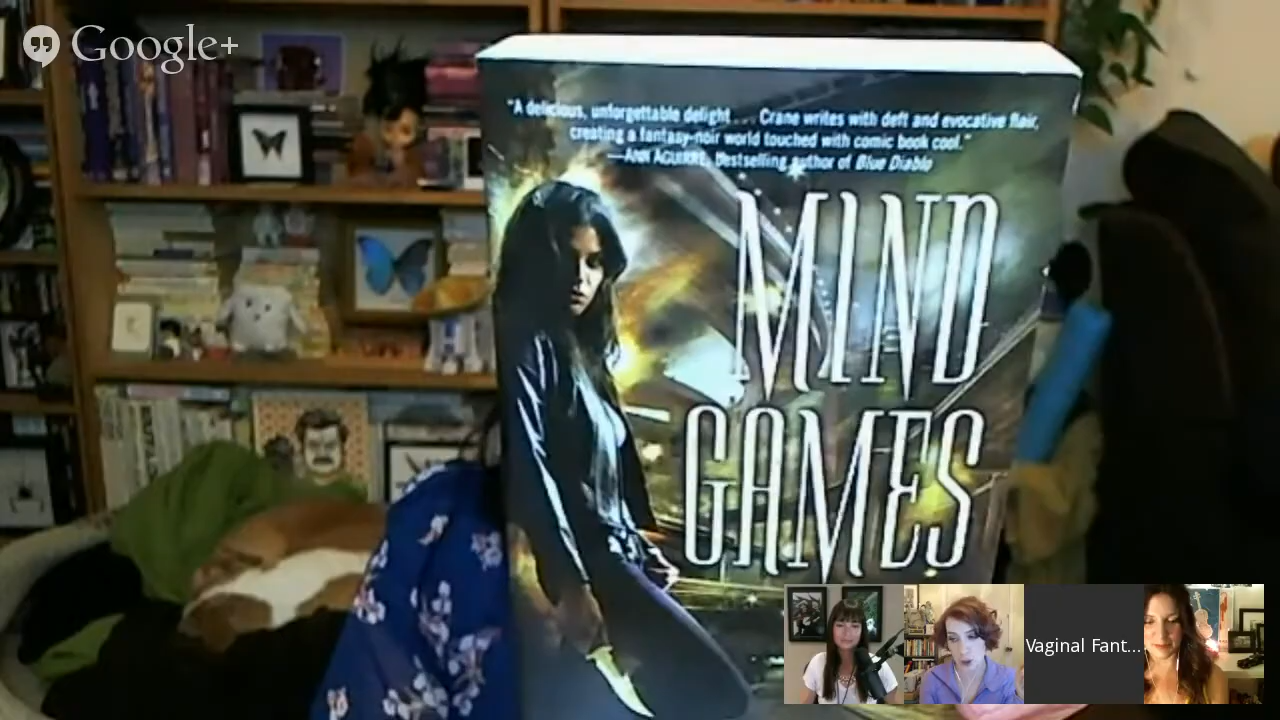 Google+
"A delicious, unforgettable delight . . . Crane writes with deft and evocative flair,
creating a fantasy-noir world touched with comic book cool."
—ANN AGUIRRE, bestselling author of Blue Diablo
MIND
GAMES
Vaginal Fant...